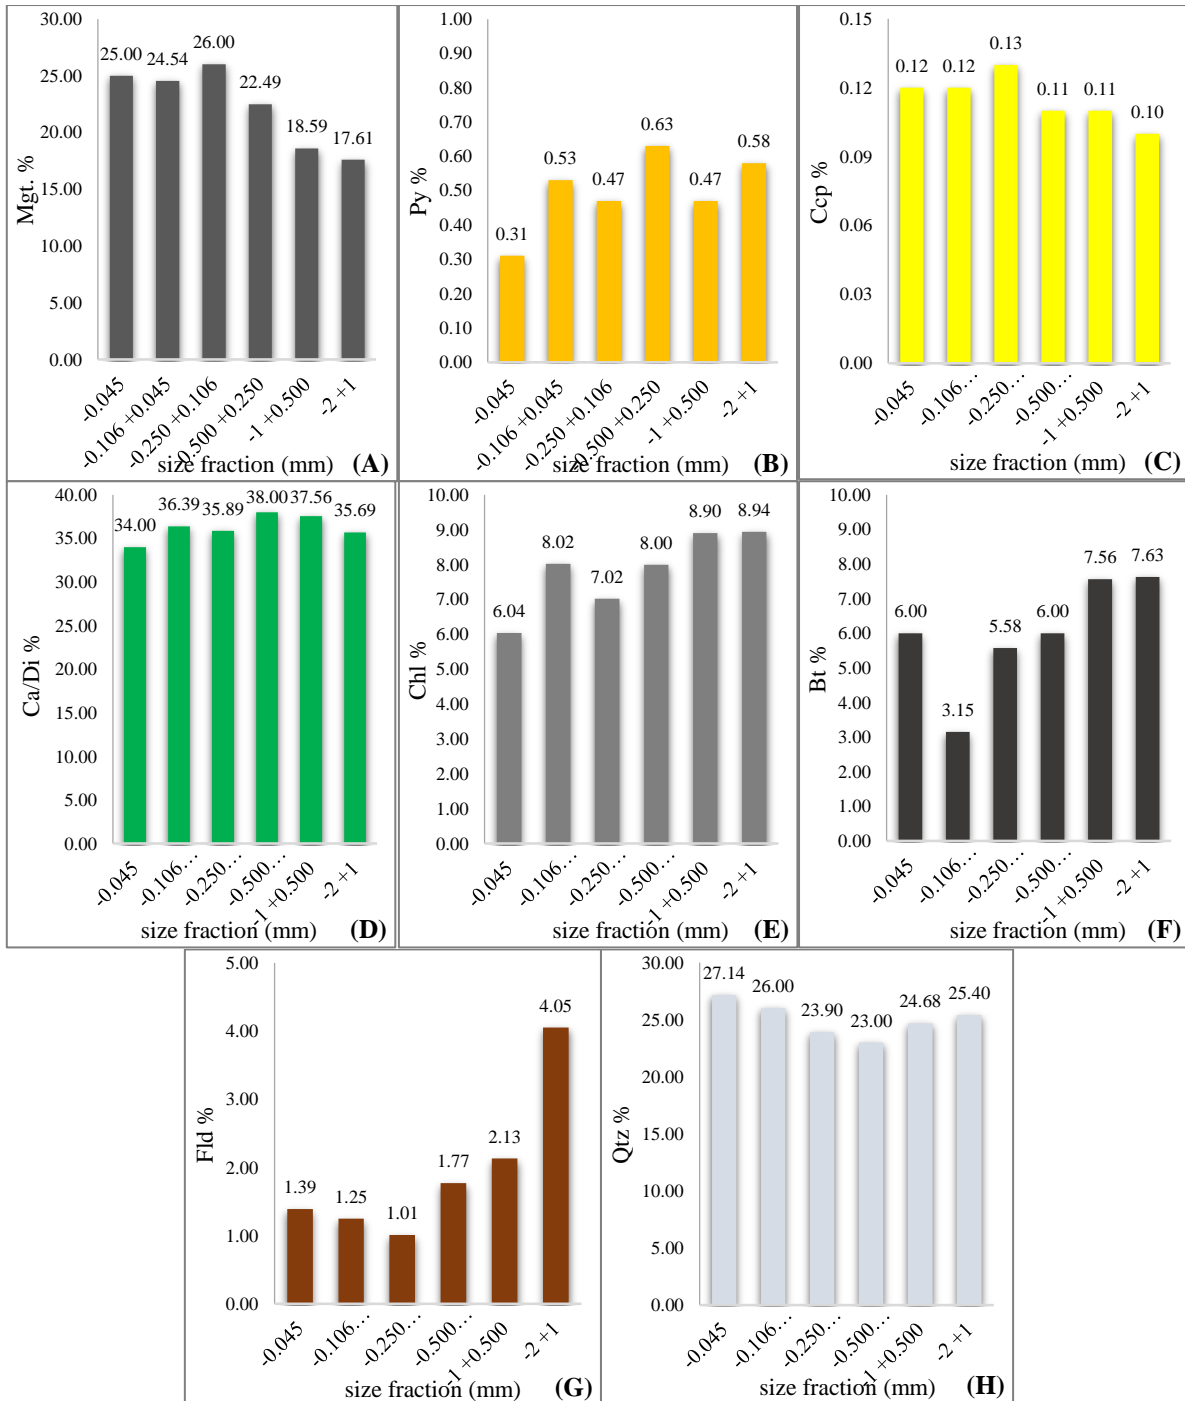 30.00
25.00
20.00
15.00
10.00
5.00
0.00
Mgt. %
25.00 24.54 26.00 22.49 18.59 17.61
-0.045 -0.106 +0.045 -0.250 +0.106 -0.500 +0.250 -1 +0.500 -2 +1
size fraction (mm) (A)
1.00
0.90
0.80
0.70
0.60
0.50
0.40
0.30
0.20
0.10
0.00
Py %
0.31 0.53 0.47 0.63 0.47 0.58
-0.045 -0.106 +0.045 -0.250 +0.106 -0.500 +0.250 -1 +0.500 -2 +1
size fraction (mm) (B)
0.15
0.12
0.09
0.06
0.03
0.00
Ccp %
0.12 0.12 0.13 0.11 0.11 0.10
-0.045 -0.106… -0.250… -0.500… -1 +0.500 -2 +1
size fraction (mm) (C)
40.00
35.00
30.00
25.00
20.00
15.00
10.00
5.00
0.00
Ca/Di %
34.00 36.39 35.89 38.00 37.56 35.69
-0.045 -0.106… -0.250… -0.500… -1 +0.500 -2 +1
size fraction (mm) (D)
10.00
9.00
8.00
7.00
6.00
5.00
4.00
3.00
2.00
1.00
0.00
Chl %
6.04 8.02 7.02 8.00 8.90 8.94
-0.045 -0.106… -0.250… -0.500… -1 +0.500 -2 +1
size fraction (mm) (E)
10.00
9.00
8.00
7.00
6.00
5.00
4.00
3.00
2.00
1.00
0.00
Bt %
6.00 3.15 5.58 6.00 7.56 7.63
-0.045 -0.106… -0.250… -0.500… -1 +0.500 -2 +1
size fraction (mm) (F)
5.00
4.00
3.00
2.00
1.00
0.00
Fld %
1.39 1.25 1.01 1.77 2.13 4.05
-0.045 -0.106… -0.250… -0.500… -1 +0.500 -2 +1
size fraction (mm) (G)
30.00
25.00
20.00
15.00
10.00
5.00
0.00
Qtz %
27.14 26.00 23.90 23.00 24.68 25.40
-0.045 -0.106… -0.250… -0.500… -1 +0.500 -2 +1
size fraction (mm) (H)